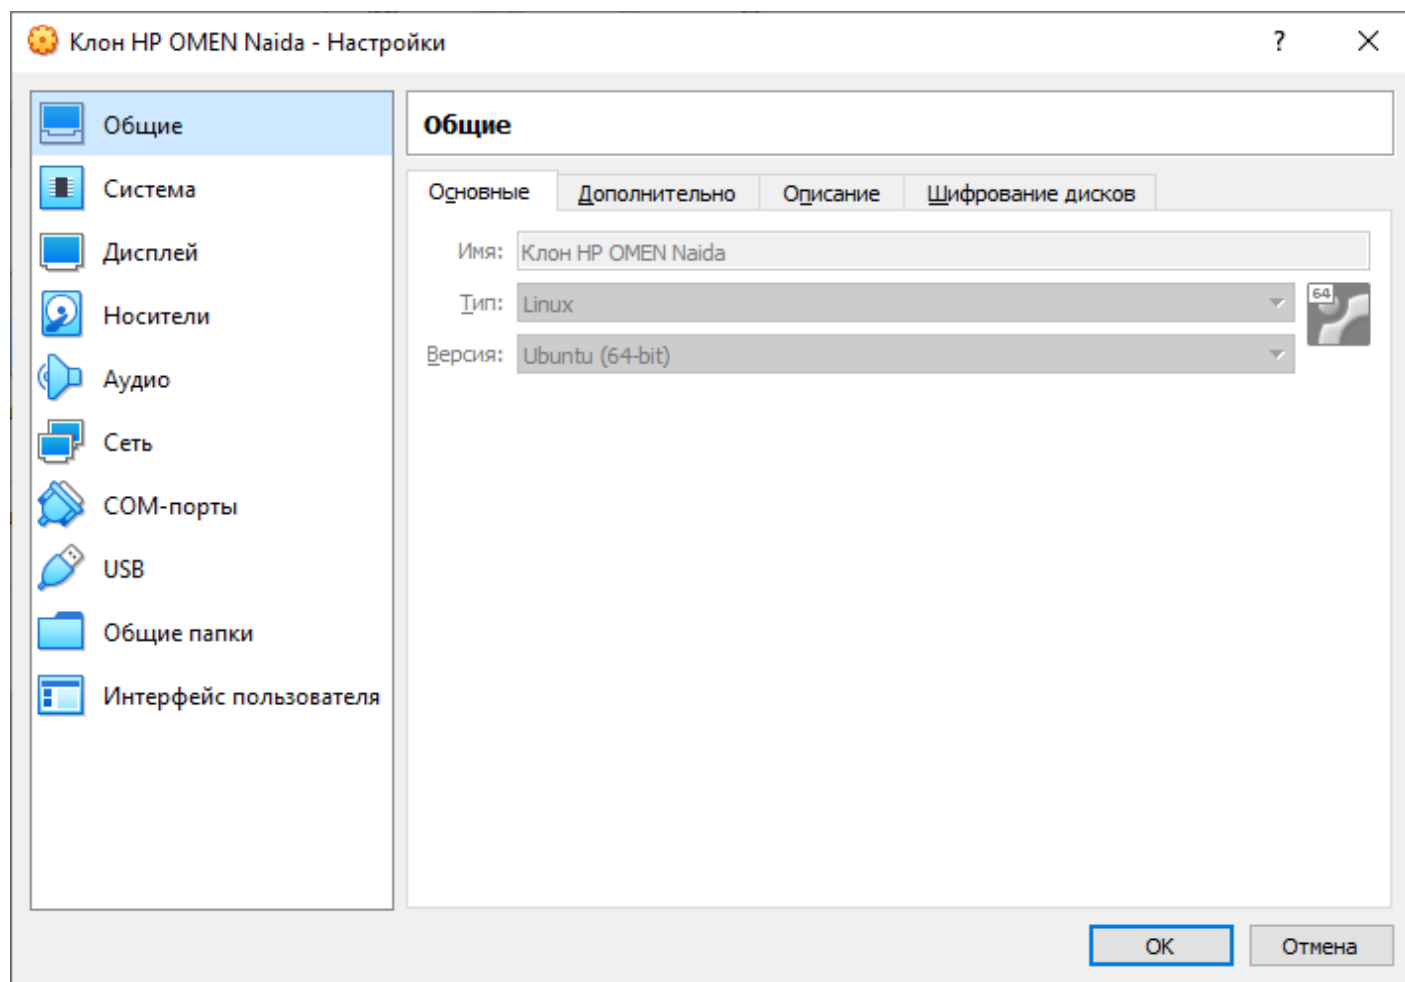 Клон HP OMEN Naida - Настройки
?
Общие
Система
Дисплей
Носители
Аудио
Сеть
COM-порты
USB
Общие папки
Интерфейс пользователя
Общие
Основные Дополнительно Описание Шифрование дисков
Имя: Клон HP OMEN Naida
Тип: Linux
64
Версия: Ubuntu (64-bit)
OK Отмена